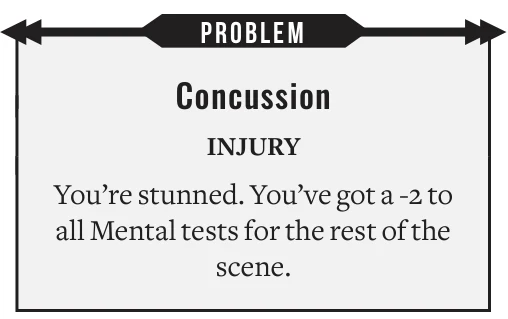 PROBLEM
Concussion
INJURY
You’re stunned. You’ve got a -2 to
all Mental tests for the rest of the
scene.